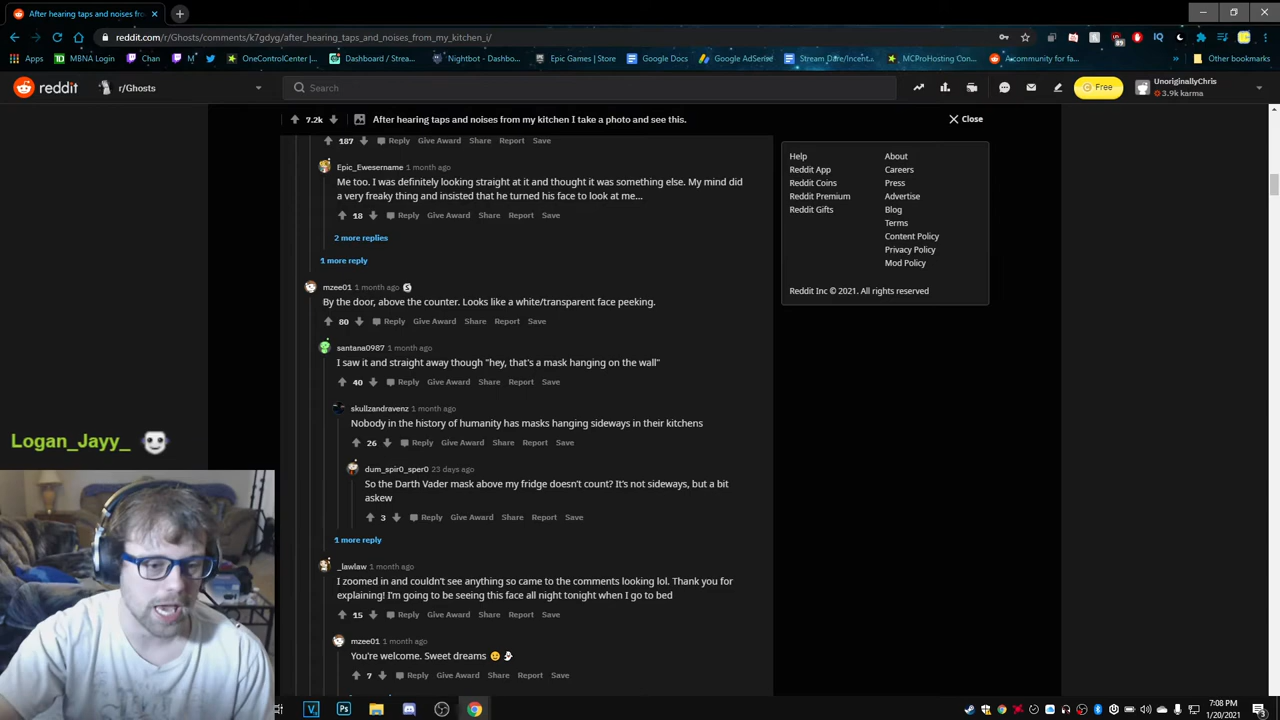 After hearing taps and noises fro
reddit.com/r/Ghosts/comments/k7gdyg/after_hearing_taps_and_noises_from_my_kitchen_i/
Apps MBNA Login Chan M OneControlCenter | Dashboard / Strea... Nightbot - Dashbo... Epic Games | Store Google Docs Google AdSense Stream Date/Incent... MCProHosting Con... A community for fa... Other bookmarks
reddit r/Ghosts Search Free UnoriginallyChris
3.9k karma
7.2k After hearing taps and noises from my kitchen I take a photo and see this. Close
187 Reply Give Award Share Report Save
Epic_Ewesername 1 month ago
Me too. I was definitely looking straight at it and thought it was something else. My mind did
a very freaky thing and insisted that he turned his face to look at me...
18 Reply Give Award Share Report Save
2 more replies
1 more reply
mzee01 1 month ago S
By the door, above the counter. Looks like a white/transparent face peeking.
80 Reply Give Award Share Report Save
santana0987 1 month ago
I saw it and straight away though "hey, that's a mask hanging on the wall"
40 Reply Give Award Share Report Save
skullzandravenz 1 month ago
Nobody in the history of humanity has masks hanging sideways in their kitchens
26 Reply Give Award Share Report Save
dum_spir0_sper0 23 days ago
So the Darth Vader mask above my fridge doesn't count? It's not sideways, but a bit
askew
3 Reply Give Award Share Report Save
1 more reply
_lawlaw 1 month ago
I zoomed in and couldn't see anything so came to the comments looking lol. Thank you for
explaining! I'm going to be seeing this face all night tonight when I go to bed
15 Reply Give Award Share Report Save
mzee01 1 month ago
You're welcome. Sweet dreams
7 Reply Give Award Share Report Save
Help About
Reddit App Careers
Reddit Coins Press
Reddit Premium Advertise
Reddit Gifts Blog
Terms
Content Policy
Privacy Policy
Mod Policy
Reddit Inc © 2021. All rights reserved
Logan_Jayy_
7:08 PM
1/20/2021